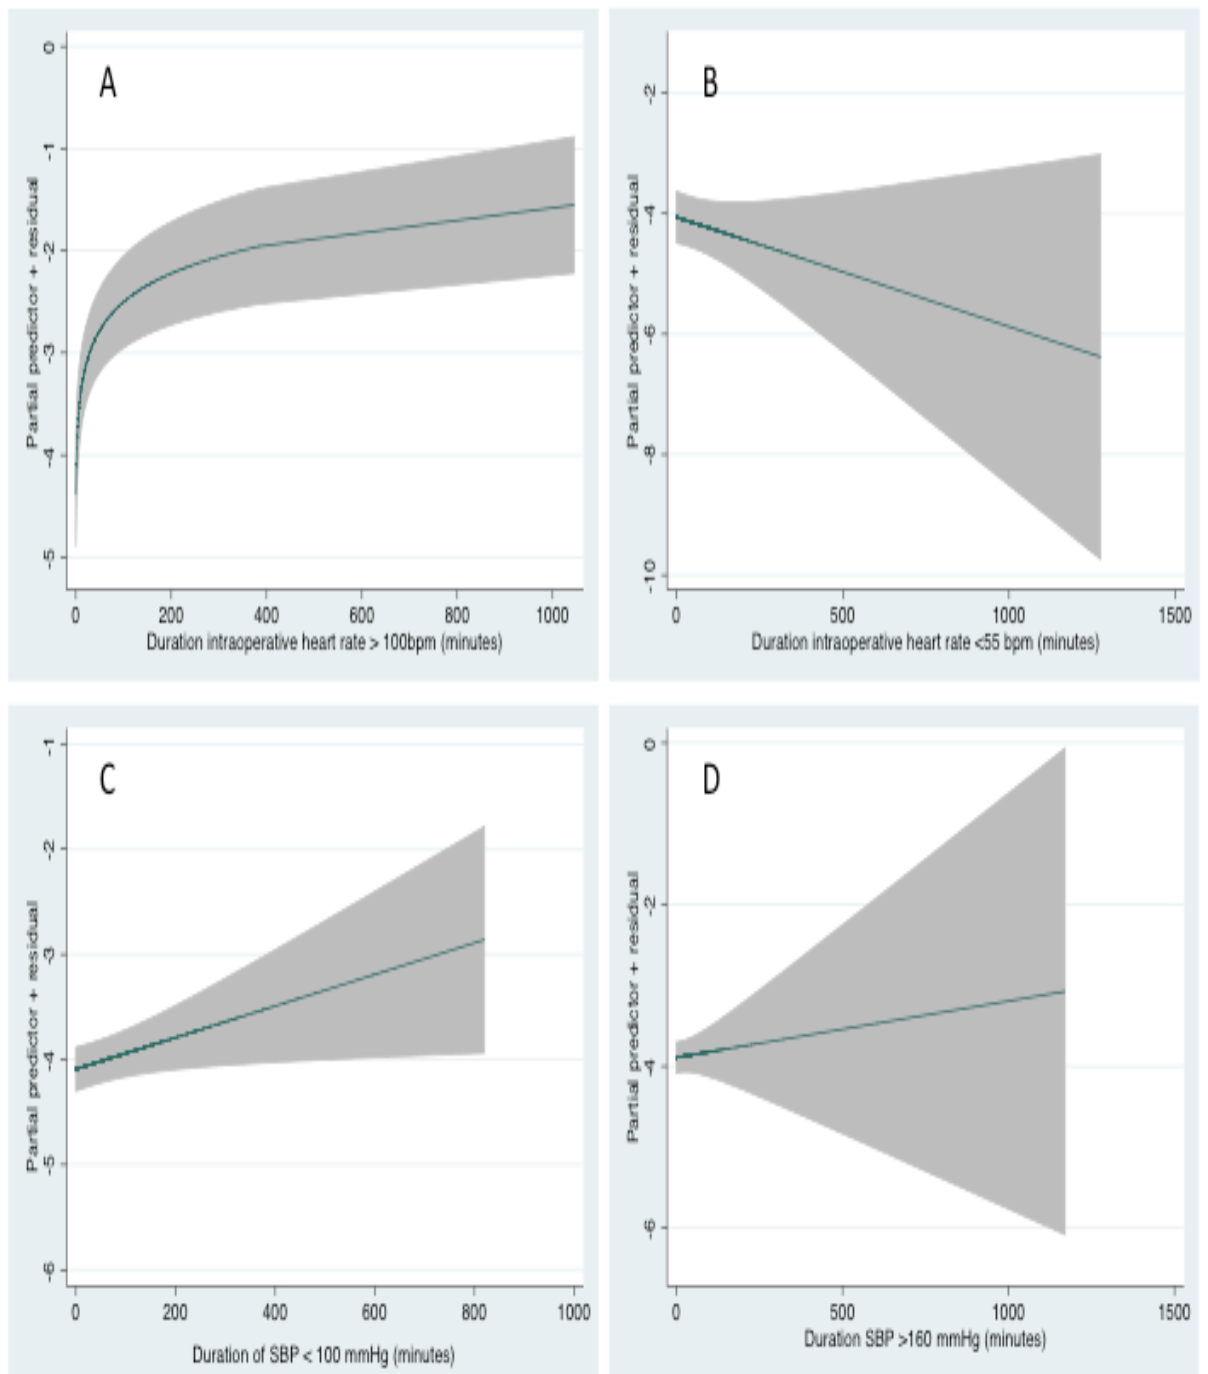 A
Partial predictor + residual
0
-1
-2
-3
-4
-5
0 200 400 600 800 1000
Duration intraoperative heart rate > 100bpm (minutes)
B
Partial predictor + residual
-2
-4
-6
-8
-10
0 500 1000 1500
Duration intraoperative heart rate <55 bpm (minutes)
C
Partial predictor + residual
-1
-2
-3
-4
-5
-6
0 200 400 600 800 1000
Duration of SBP < 100 mmHg (minutes)
D
Partial predictor + residual
0
-2
-4
-6
0 500 1000 1500
Duration SBP >160 mmHg (minutes)